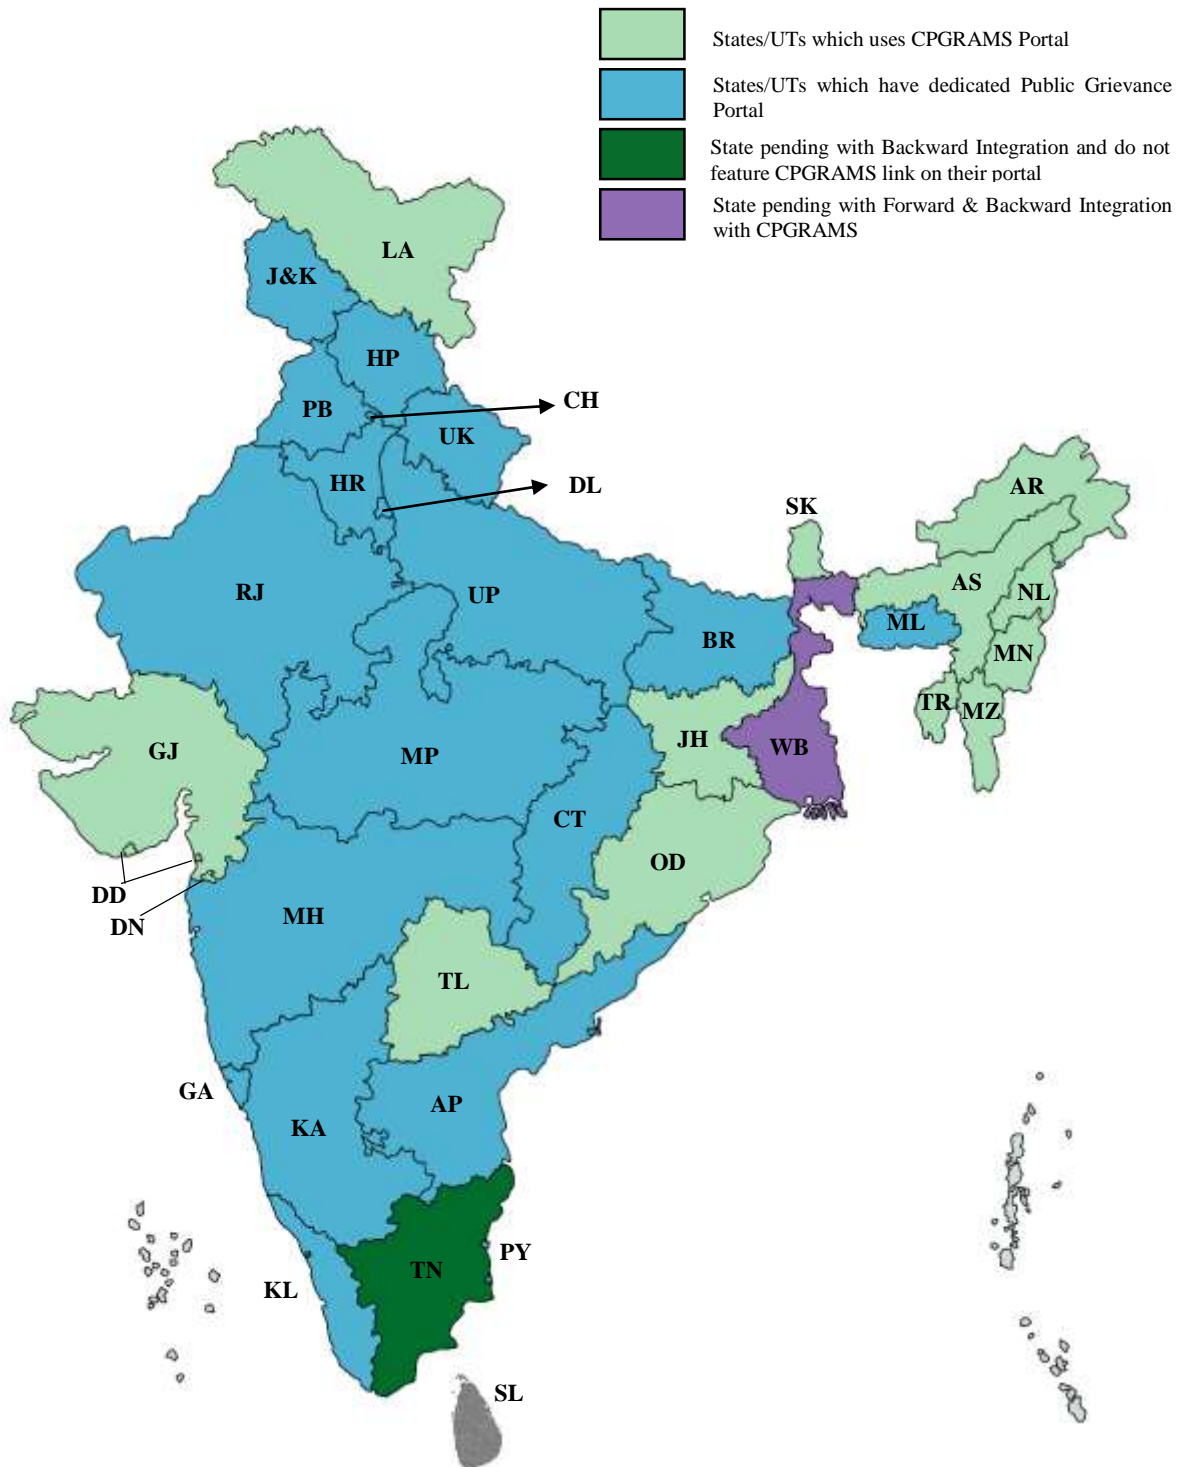 States/UTs which uses CPGRAMS Portal
States/UTs which have dedicated Public Grievance
Portal
State pending with Backward Integration and do not
feature CPGRAMS link on their portal
State pending with Forward & Backward Integration
with CPGRAMS
LA
J&K
HP
CH
PB
UK
HR
DL
AR
SK
AS
RJ
UP
NL
ML
BR
MN
TR
MZ
JH
WB
GJ
MP
CT
OD
DD
DN
MH
TL
GA
AP
KA
PY
TN
KL
SL